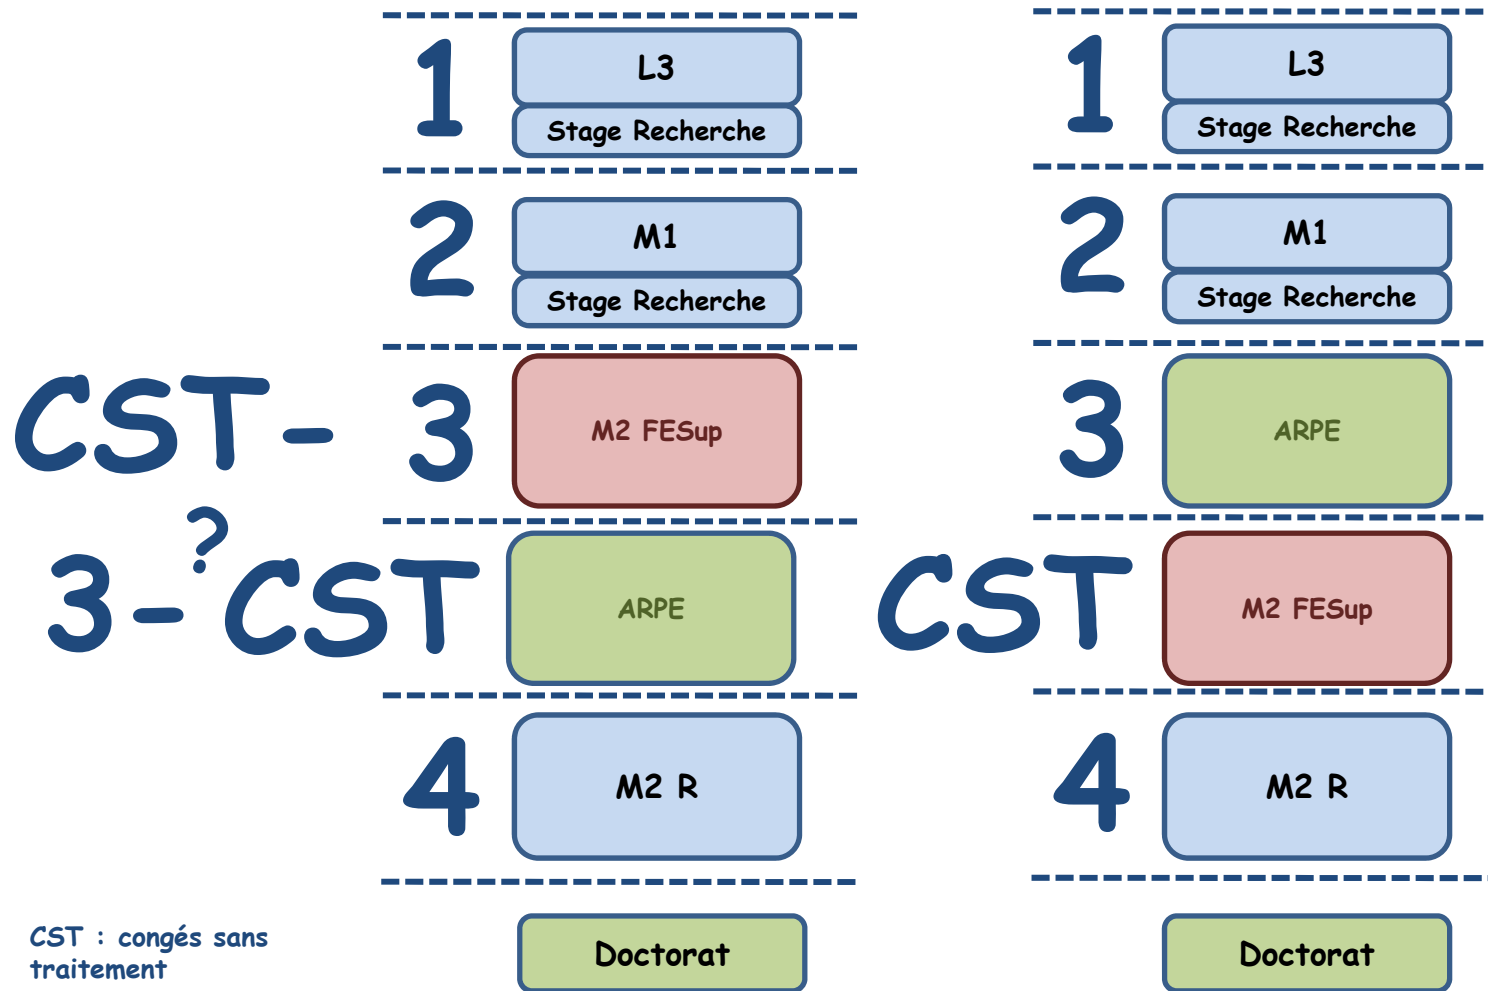 1
L3
Stage Recherche
2
M1
Stage Recherche
CST- 3
M2 FESup
?
3-CST
ARPE
4
M2 R
Doctorat
CST : congés sans
traitement
1
L3
Stage Recherche
2
M1
Stage Recherche
3
ARPE
CST
M2 FESup
4
M2 R
Doctorat